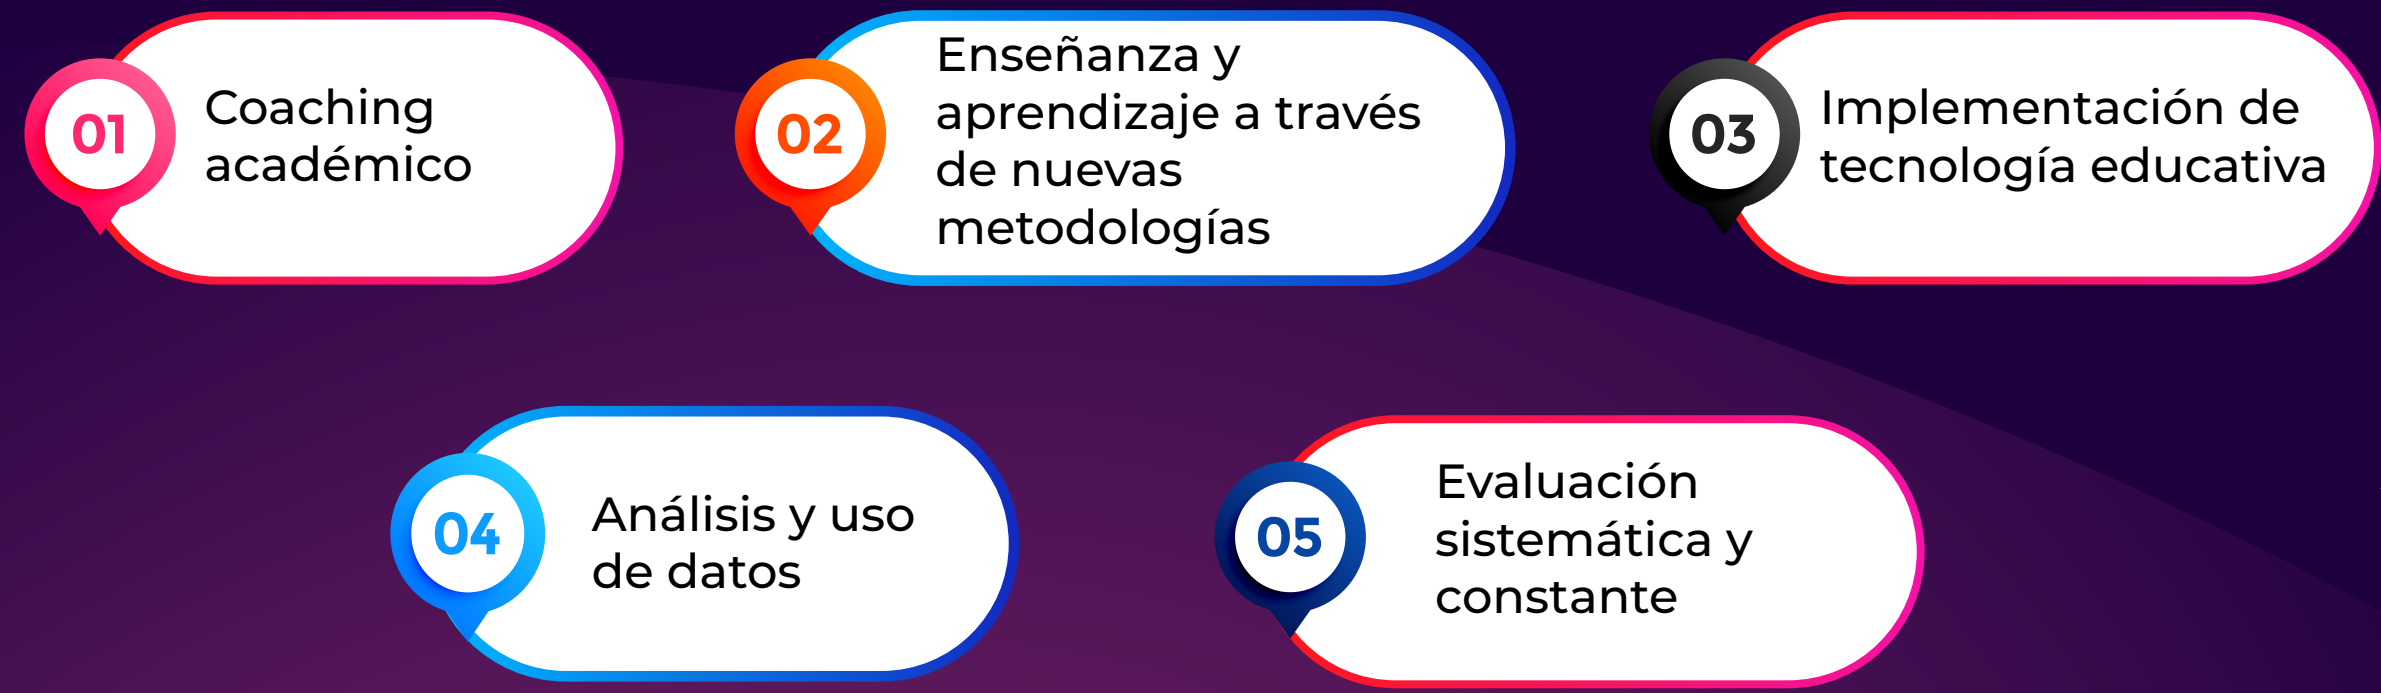 01
Coaching
académico
02
Enseñanza y
aprendizaje a través
de nuevas
metodologías
03
Implementación de
tecnología educativa
04
Análisis y uso
de datos
05
Evaluación
sistemática y
constante